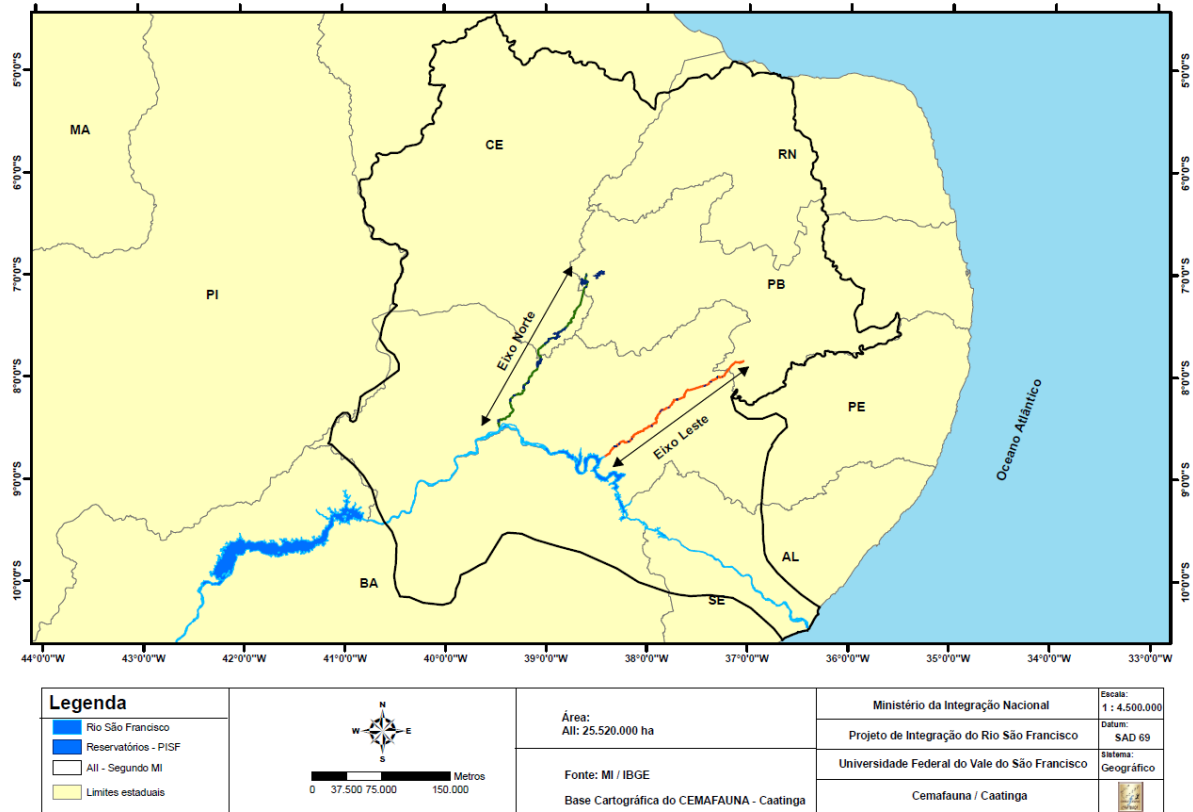 MA
CE
RN
PI
PB
Eixo Norte
PE
Eixo Leste
Oceano Atlântico
BA
AL
SE
5°0'0"S
6°0'0"S
7°0'0"S
8°0'0"S
9°0'0"S
10°0'0"S
5°0'0"S
6°0'0"S
7°0'0"S
8°0'0"S
9°0'0"S
10°0'0"S
44°0'0"W
43°0'0"W
42°0'0"W
41°0'0"W
40°0'0"W
39°0'0"W
38°0'0"W
37°0'0"W
36°0'0"W
35°0'0"W
34°0'0"W
33°0'0"W
Legenda
Rio São Francisco
Reservatórios - PISF
AII - Segundo MI
Limites estaduais
N
W
E
S
Metros
0 37.500 75.000 150.000
Área:
AII: 25.520.000 ha
Fonte: MI / IBGE
Base Cartográfica do CEMAFAUNA - Caatinga
Ministério da Integração Nacional
Projeto de Integração do Rio São Francisco
Universidade Federal do Vale do São Francisco
Cemafauna / Caatinga
Escala:
1 : 4.500.000
Datum:
SAD 69
Sistema:
Geográfico